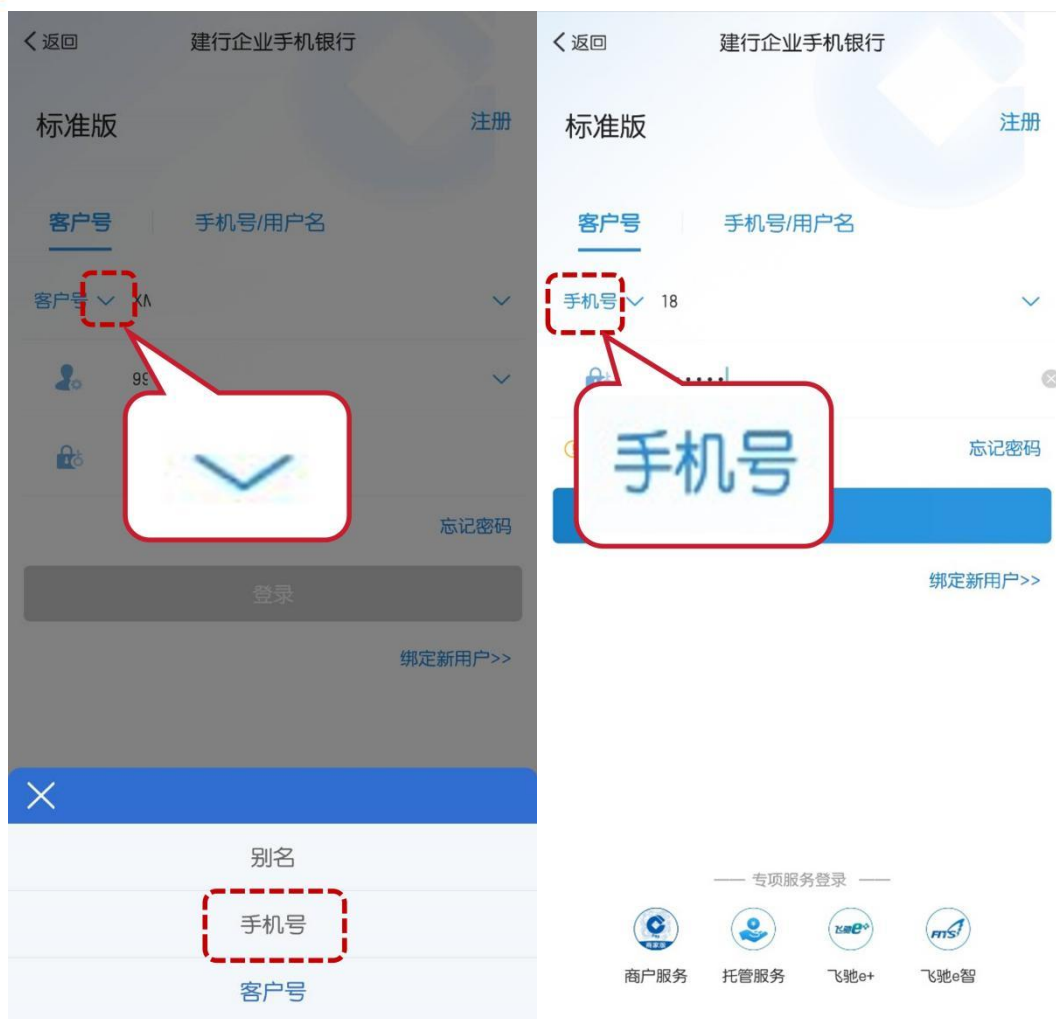 返回
建行企业手机银行
标准版
注册
客户号
手机号/用户名
客户号
XM
99
忘记密码
登录
绑定新用户>>
别名
手机号
客户号
返回
建行企业手机银行
标准版
注册
客户号
手机号/用户名
手机号
18
手机号
忘记密码
绑定新用户>>
专项服务登录
商户服务
托管服务
飞驰e+
飞驰e智